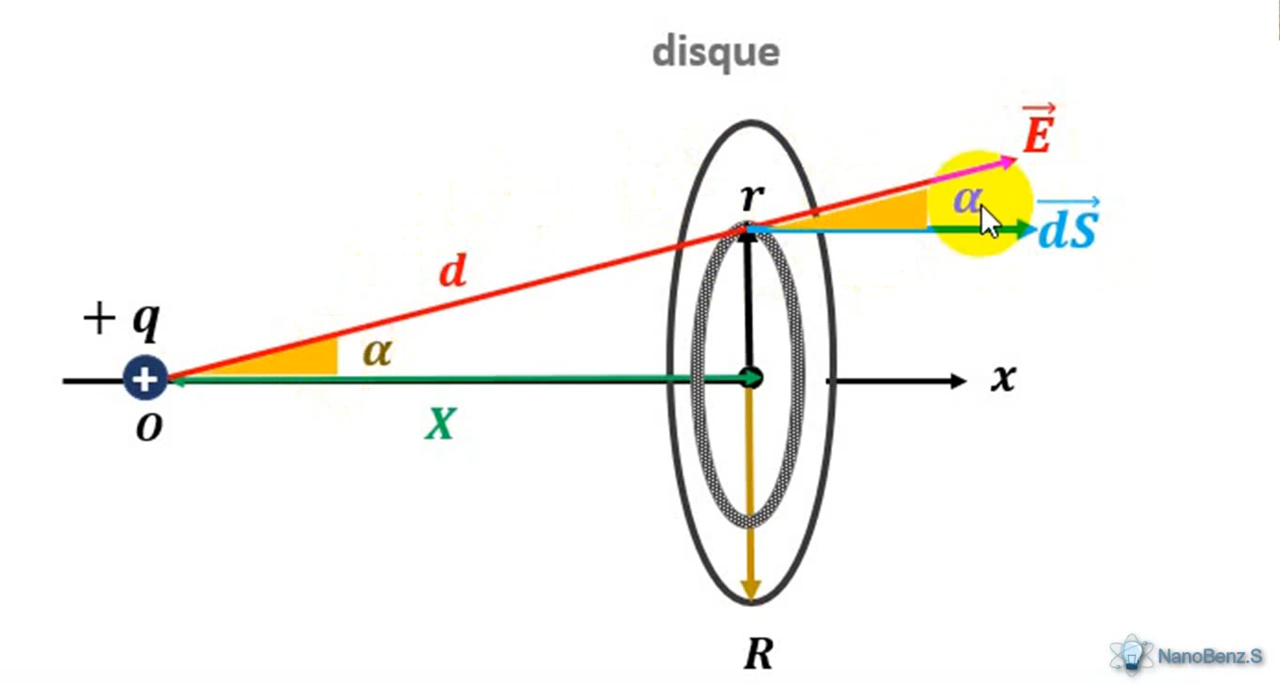 disque
E
r
α
dS
d
+ q
+
α
x
O
X
R
NanoBenz.S